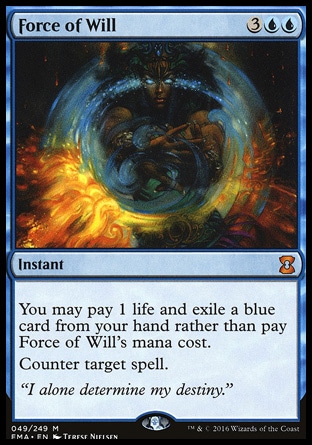 Force of Will 3
Instant
You may pay 1 life and exile a blue
card from your hand rather than pay
Force of Will's mana cost.
Counter target spell.
“I alone determine my destiny.”
049/249 M
EMA • EN Terese Nielsen
™ & © 2016 Wizards of the Coast